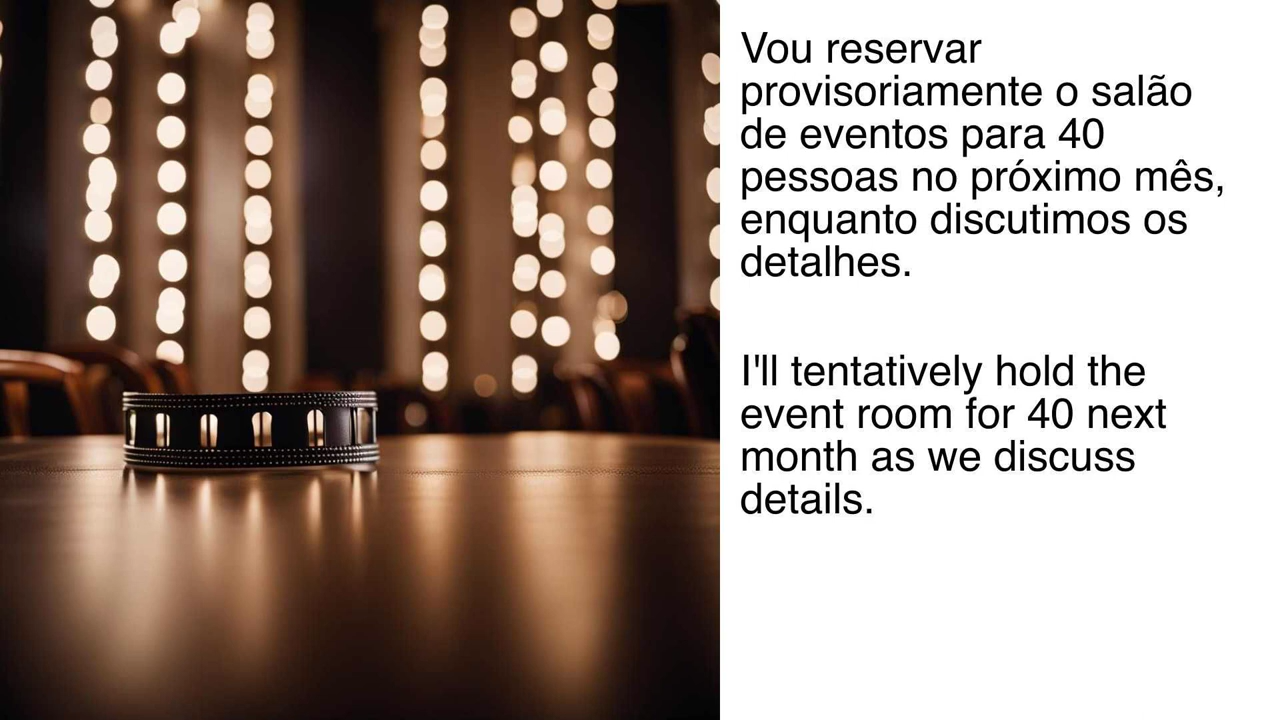 Vou reservar
provisoriamente o salão
de eventos para 40
pessoas no próximo mês,
enquanto discutimos os
detalhes.
I'll tentatively hold the
event room for 40 next
month as we discuss
details.